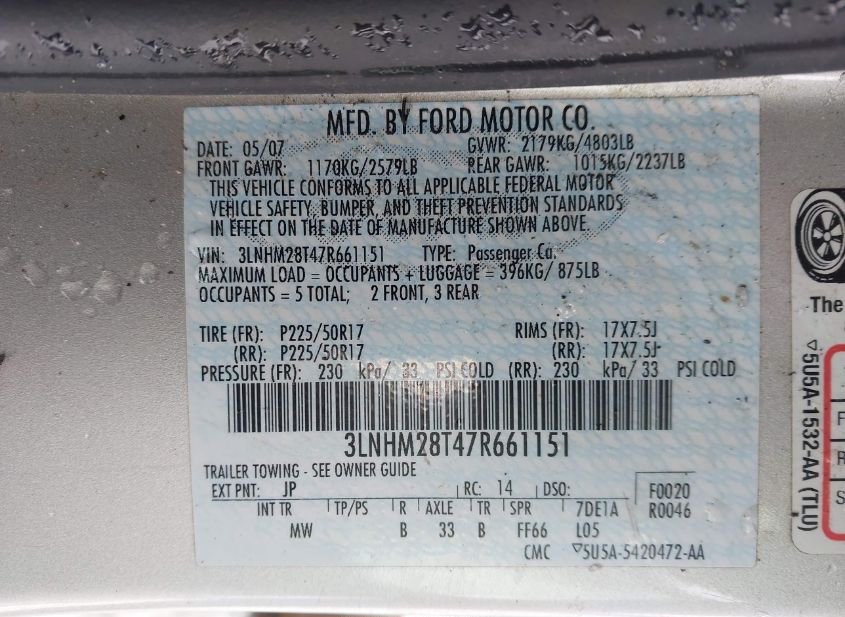 MFD. BY FORD MOTOR CO.
DATE: 05/07 GVWR: 2179KG/4803LB
FRONT GAWR: 1170KG/2579LB REAR GAWR: 1015KG/2237LB
THIS VEHICLE CONFORMS TO ALL APPLICABLE FEDERAL MOTOR
VEHICLE SAFETY, BUMPER, AND THEFT PREVENTION STANDARDS
IN EFFECT ON THE DATE OF MANUFACTURE SHOWN ABOVE.
VIN: 3LNHM28T47R661151 TYPE: Passenger Ca.
MAXIMUM LOAD = OCCUPANTS + LUGGAGE = 396KG/ 875LB
OCCUPANTS = 5 TOTAL; 2 FRONT, 3 REAR
TIRE (FR): P225/50R17 RIMS (FR): 17X7.5J
(RR): P225/50R17 (RR): 17X7.5J
PRESSURE (FR): 230 kPa/ 33 PSI COLD (RR): 230 kPa/ 33 PSI COLD
3LNHM28T47R661151
TRAILER TOWING - SEE OWNER GUIDE
EXT PNT: JP RC: 14 DSO: F0020
INT TR TP/PS R AXLE TR SPR 7DE1A R0046
MW B 33 B FF66 L05
CMC ▽5U5A-5420472-AA
The
▽5U5A-1532-AA (TLU)
F
R
S